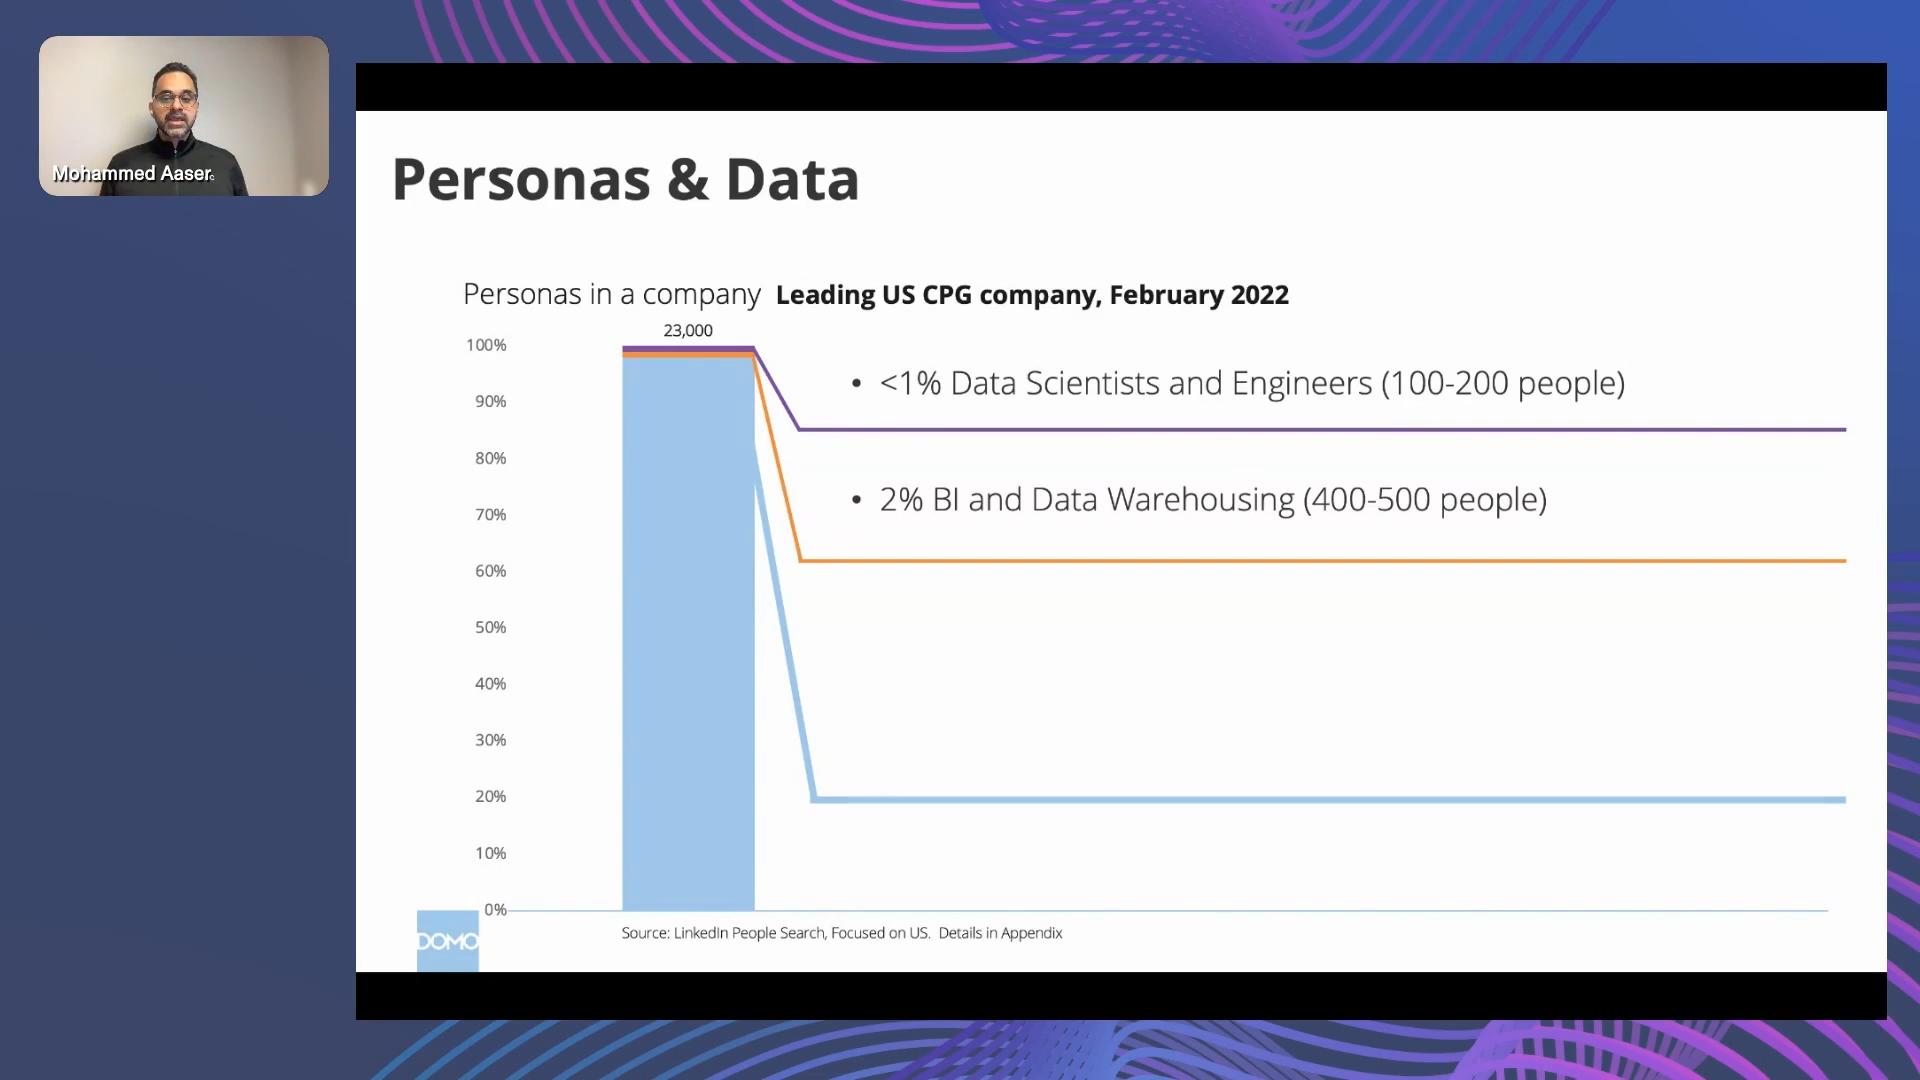 Mohammed Aaser
Personas & Data
Personas in a company Leading US CPG company, February 2022
23,000
100%
90%
80%
70%
60%
50%
40%
30%
20%
10%
0%
• <1% Data Scientists and Engineers (100-200 people)
• 2% BI and Data Warehousing (400-500 people)
Source: LinkedIn People Search, Focused on US. Details in Appendix
DOMO